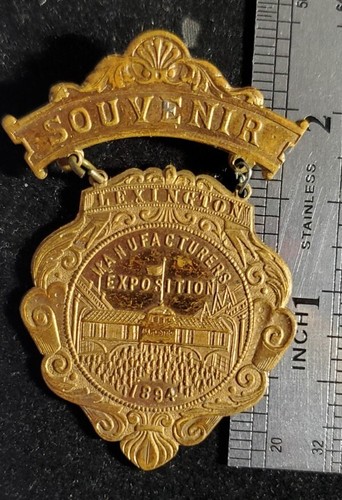 SOUVENIR
LEXINGTON
MANUFACTURERS
EXPOSITION
1894
2
STAINLESS
1
INCH
20
32